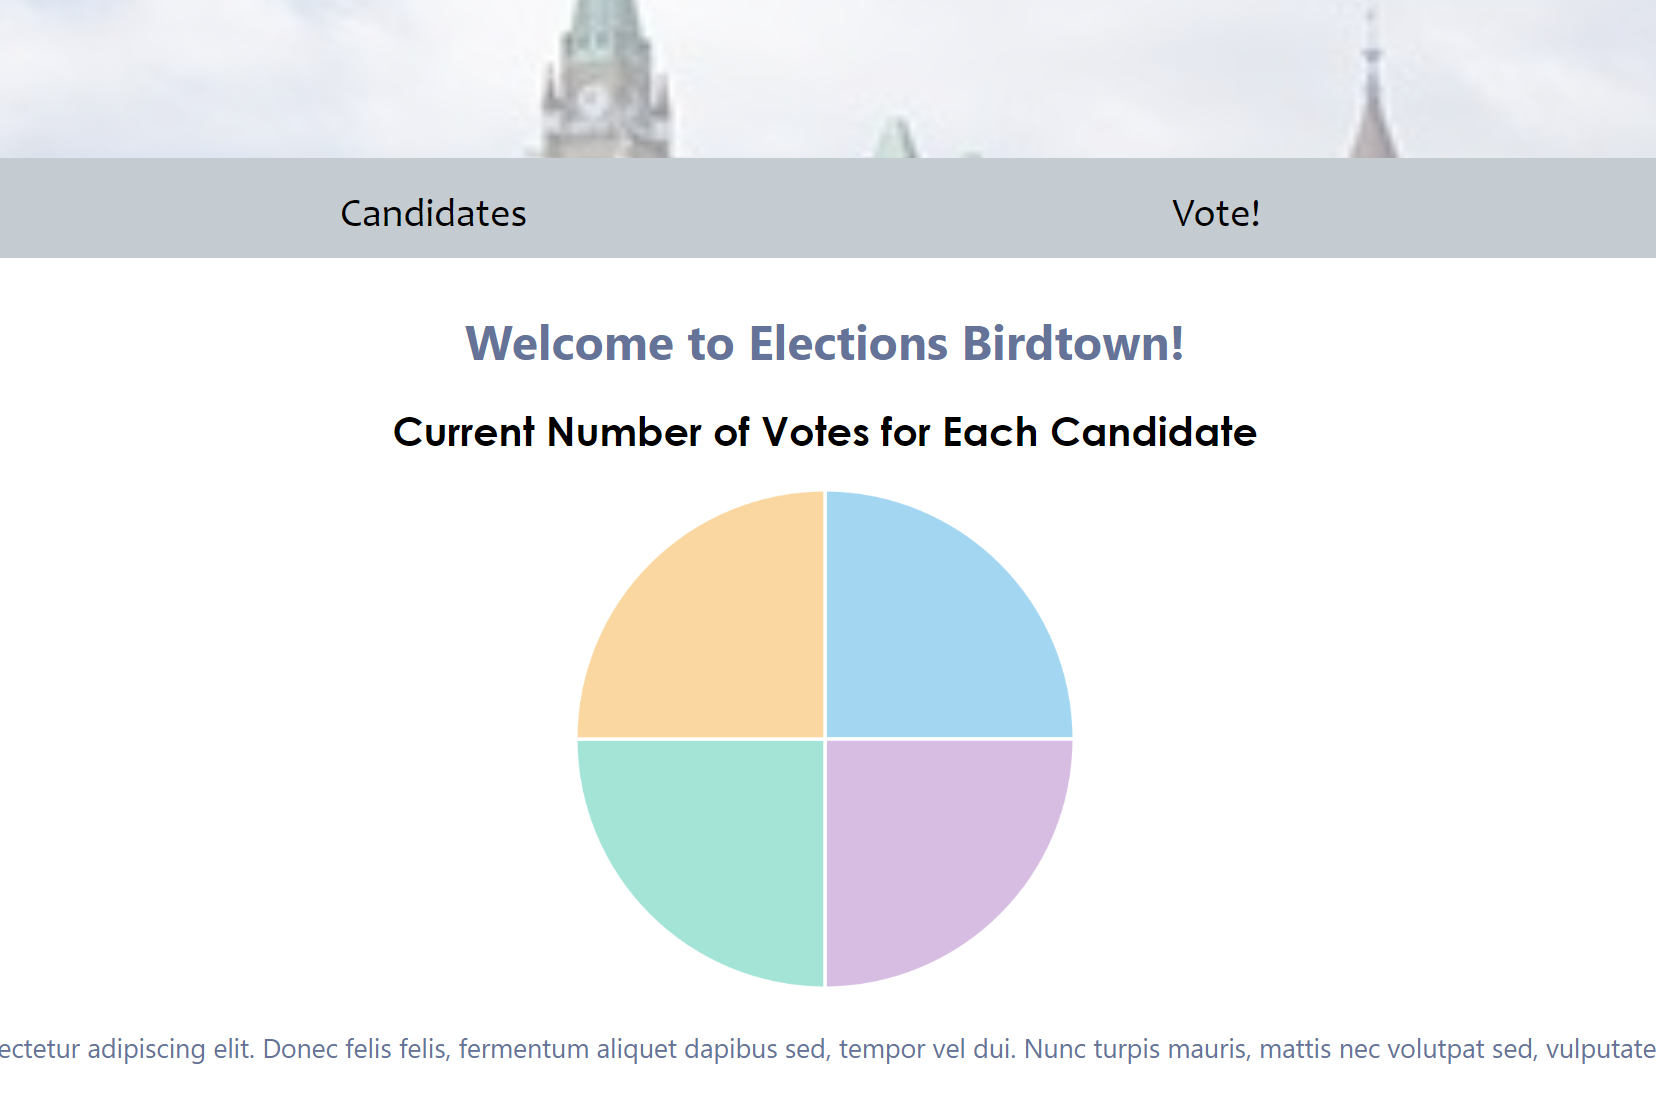 Candidates
Vote!
Welcome to Elections Birdtown!
Current Number of Votes for Each Candidate
ectetur adipiscing elit. Donec felis felis, fermentum aliquet dapibus sed, tempor vel dui. Nunc turpis mauris, mattis nec volutpat sed, vulputate